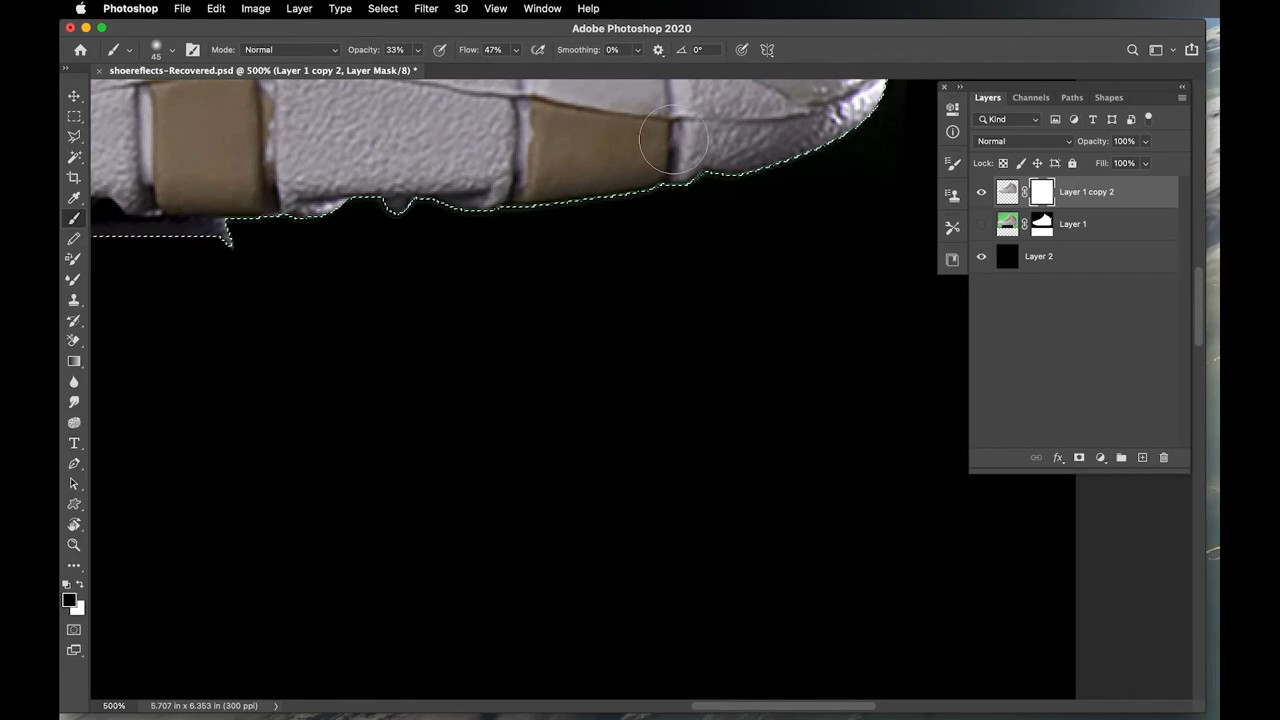 Photoshop File Edit Image Layer Type Select Filter 3D View Window Help
Adobe Photoshop 2020
45 Mode: Normal Opacity: 33% Flow: 47% Smoothing: 0% 0°
shoereflects-Recovered.psd @ 500% (Layer 1 copy 2, Layer Mask/8) *
Layers Channels Paths Shapes
Kind
Normal Opacity: 100%
Lock: Fill: 100%
Layer 1 copy 2
Layer 1
Layer 2
fx
500% 5.707 in x 6.353 in (300 ppi)